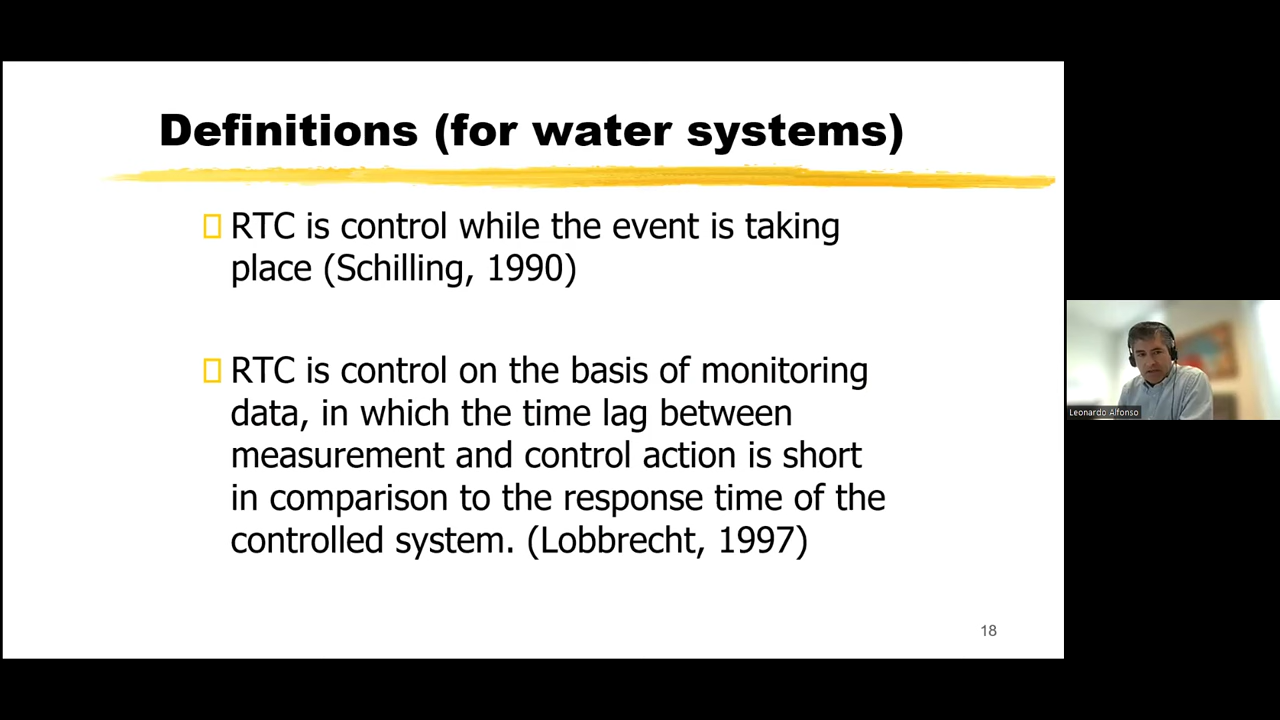 Definitions (for water systems)
RTC is control while the event is taking
place (Schilling, 1990)
RTC is control on the basis of monitoring
data, in which the time lag between
measurement and control action is short
in comparison to the response time of the
controlled system. (Lobbrecht, 1997)
18
Leonardo Alfonso